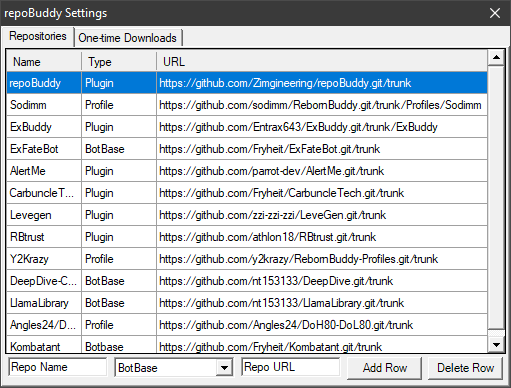 repoBuddy Settings
Repositories One-time Downloads
Name Type URL
repoBuddy Plugin https://github.com/Zimgineering/repoBuddy.git/trunk
Sodimm Profile https://github.com/sodimm/RebornBuddy.git/trunk/Profiles/Sodimm
ExBuddy Plugin https://github.com/Entrax643/ExBuddy.git/trunk/ExBuddy
ExFateBot BotBase https://github.com/Fryheit/ExFateBot.git/trunk
AlertMe Plugin https://github.com/parrot-dev/AlertMe.git/trunk
CarbuncleT... Plugin https://github.com/Fryheit/CarbuncleTech.git/trunk
Levegen Plugin https://github.com/zzi-zzi-zzi/LeveGen.git/trunk
RBtrust Plugin https://github.com/athlon18/RBtrust.git/trunk
Y2Krazy Profile https://github.com/y2krazy/RebornBuddy-Profiles.git/trunk
DeepDive-C... BotBase https://github.com/nt153133/DeepDive.git/trunk
LlamaLibrary BotBase https://github.com/nt153133/LlamaLibrary.git/trunk
Angles24/D... Profile https://github.com/Angles24/DoH80-DoL80.git/trunk
Kombatant BotBase https://github.com/Fryheit/Kombatant.git/trunk
Repo Name BotBase Repo URL Add Row Delete Row